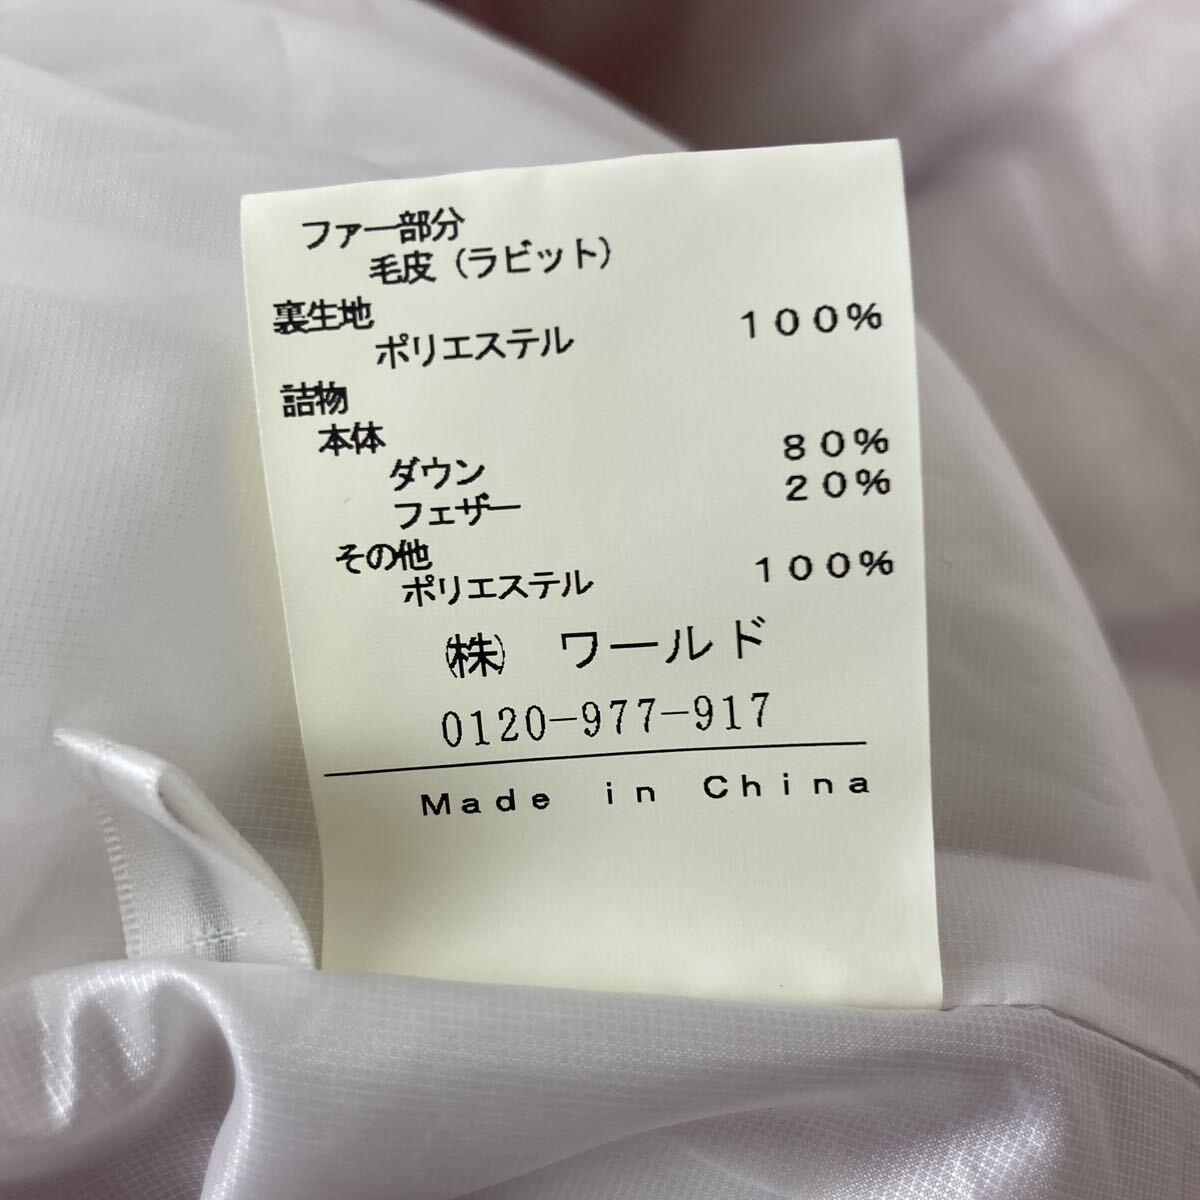 ファー部分
毛皮（ラビット）
裏生地
ポリエステル 100%
詰物
本体
ダウン 80%
フェザー 20%
その他
ポリエステル 100%
㈱ ワールド
0120-977-917
Made in China